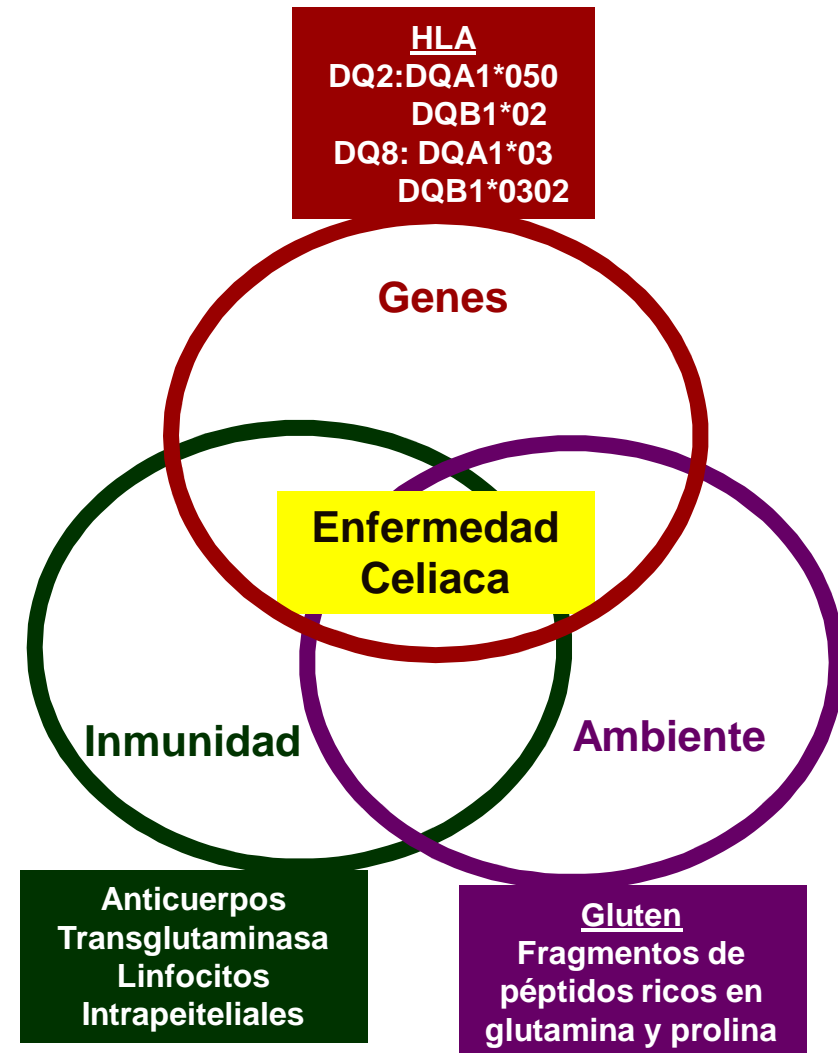 HLA
DQ2:DQA1*050
DQB1*02
DQ8: DQA1*03
DQB1*0302
Genes
Enfermedad
Celiaca
Inmunidad
Ambiente
Anticuerpos
Transglutaminasa
Linfocitos
Intrapeiteliales
Gluten
Fragmentos de
péptidos ricos en
glutamina y prolina